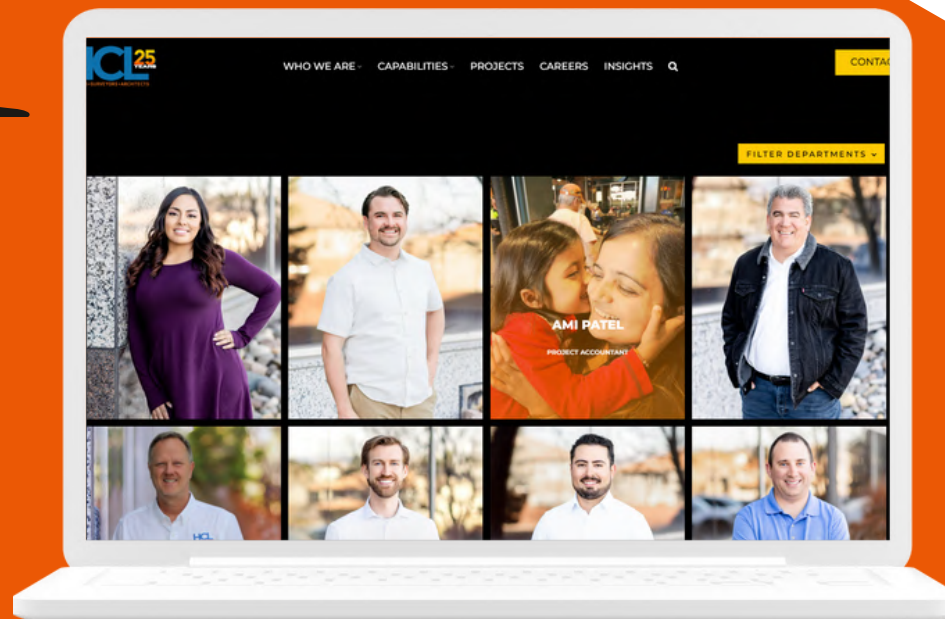 HCL 25
YEARS
WHO WE ARE CAPABILITIES PROJECTS CAREERS INSIGHTS
CONTAC
FILTER DEPARTMENTS
AMI PATEL
PROJECT ACCOUNTANT
HCL